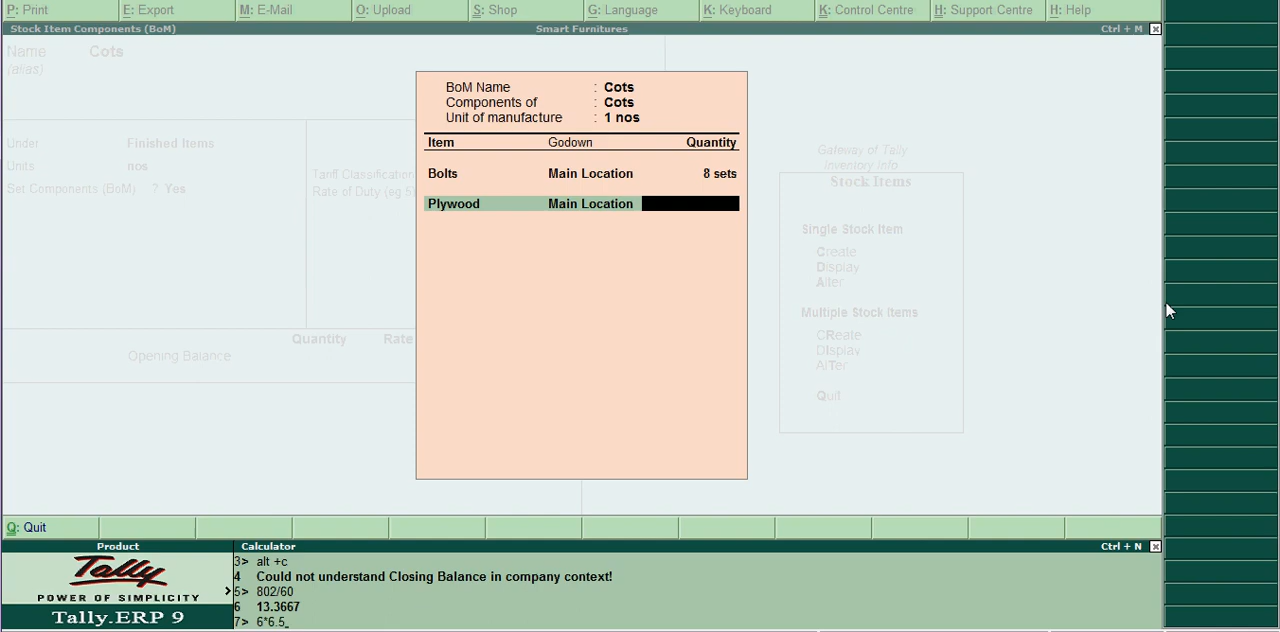 P: Print E: Export M: E-Mail O: Upload S: Shop G: Language K: Keyboard K: Control Centre H: Support Centre H: Help
Stock Item Components (BoM) Smart Furnitures Ctrl + M
Name Cots
(alias)
BoM Name : Cots
Components of : Cots
Unit of manufacture : 1 nos
Item Godown Quantity
Bolts Main Location 8 sets
Plywood Main Location
Under Finished Items
Units nos
Set Components (BoM) ? Yes
Tariff Classification
Rate of Duty (eg 5)
Quantity Rate
Opening Balance
Gateway of Tally
Inventory Info.
Stock Items
Single Stock Item
Create
Display
Alter
Multiple Stock Items
CReate
DIsplay
AlTer
Quit
Q: Quit
Product
Tally
POWER OF SIMPLICITY
Tally.ERP 9
Calculator Ctrl + N
3> alt +c
4 Could not understand Closing Balance in company context!
5> 802/60
6 13.3667
7> 6*6.5_